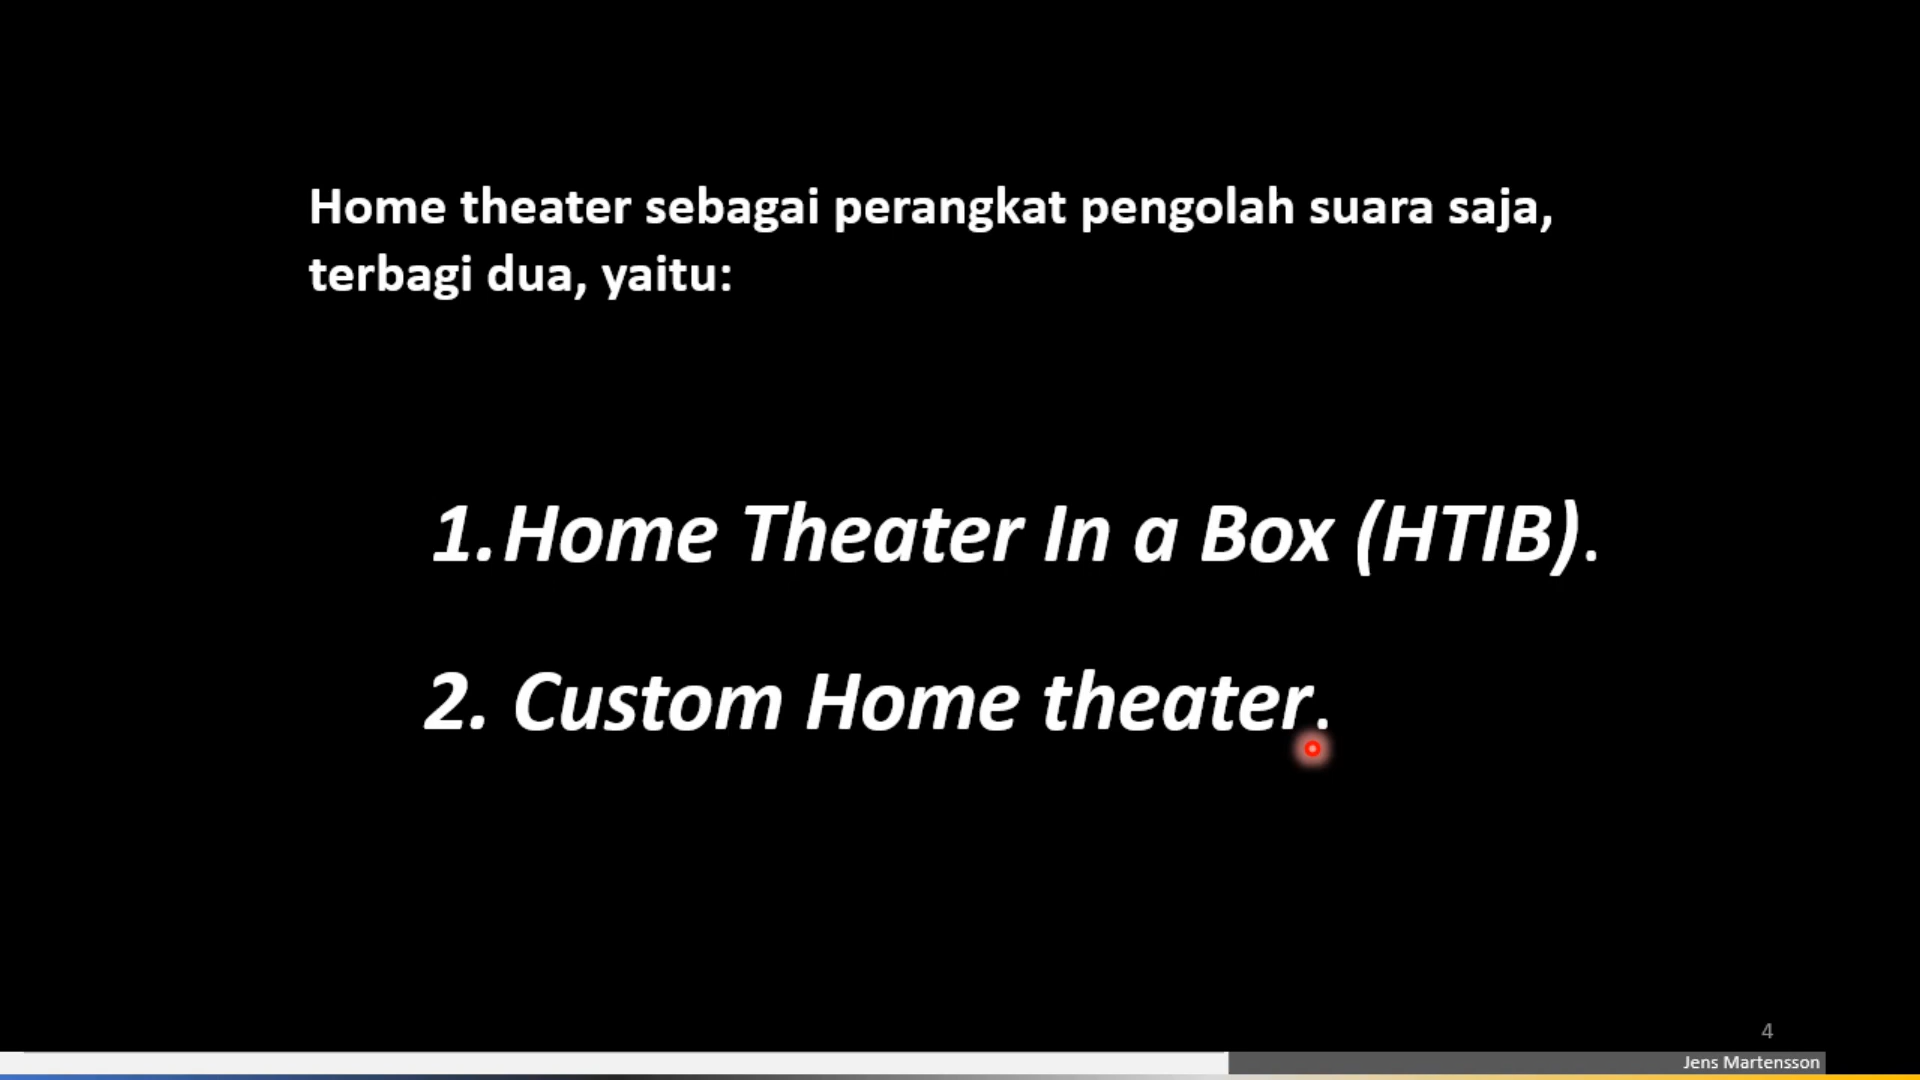 Home theater sebagai perangkat pengolah suara saja,
terbagi dua, yaitu:
1. Home Theater In a Box (HTIB).
2. Custom Home theater.
4
Jens Martensson